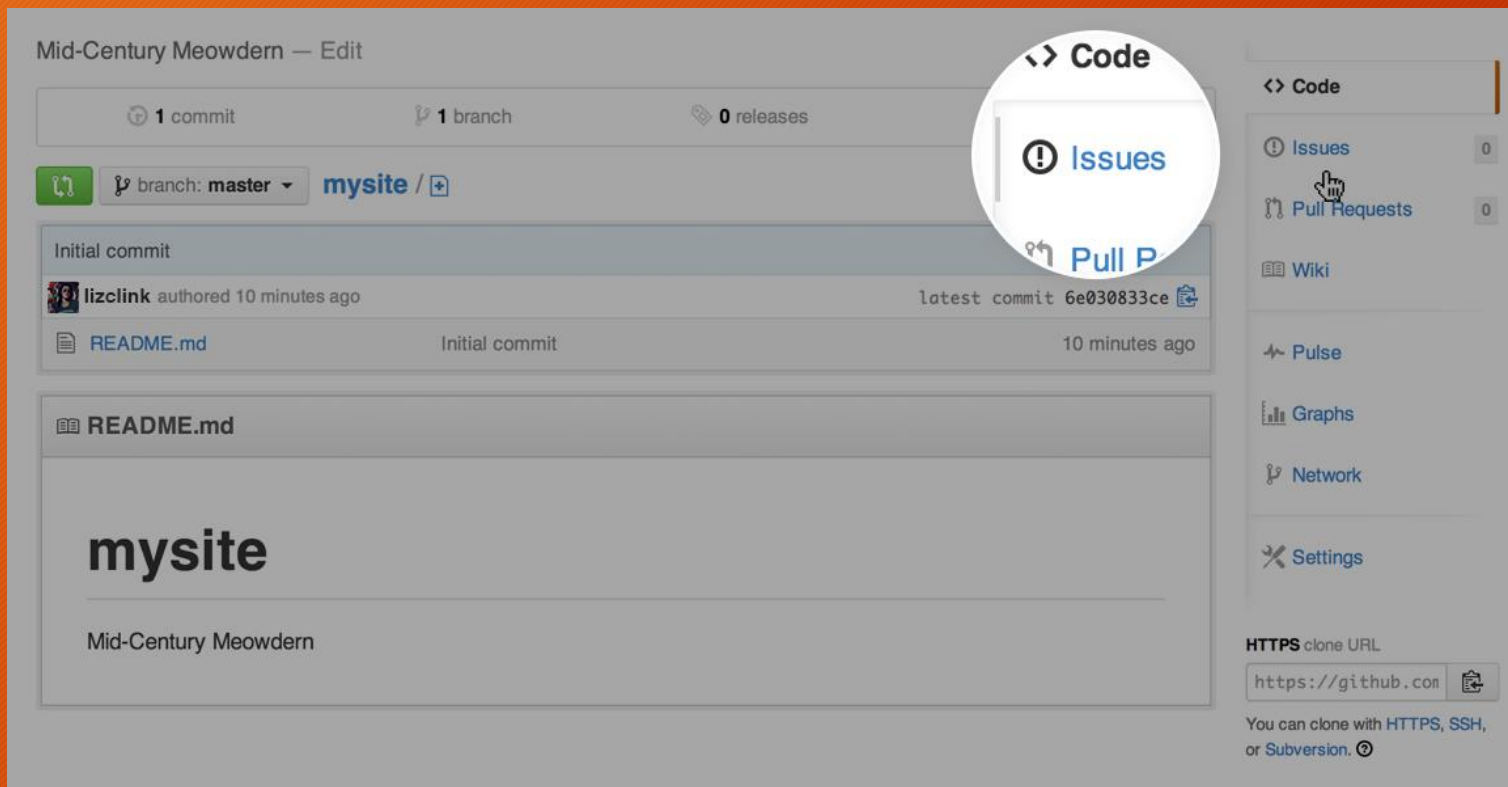 Mid-Century Meowdern — Edit
1 commit
1 branch
0 releases
branch: master
mysite /
Initial commit
lizclink authored 10 minutes ago
latest commit 6e030833ce
README.md Initial commit 10 minutes ago
README.md
mysite
Mid-Century Meowdern
Code
Issues
Code
Issues 0
Pull Requests 0
Wiki
Pulse
Graphs
Network
Settings
HTTPS clone URL
https://github.com
You can clone with HTTPS, SSH,
or Subversion.